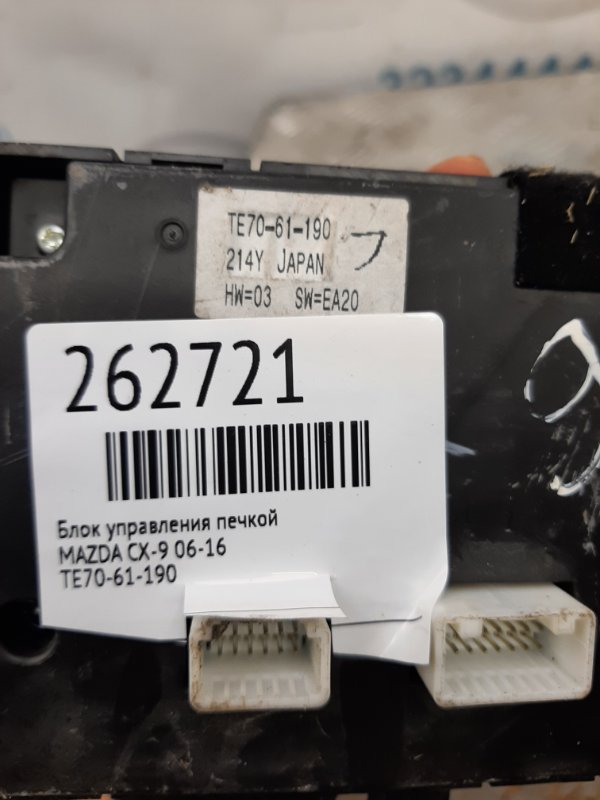 TE70-61-190
214Y JAPAN
HW=03 SW=EA20
262721
Блок управления печкой
MAZDA CX-9 06-16
TE70-61-190